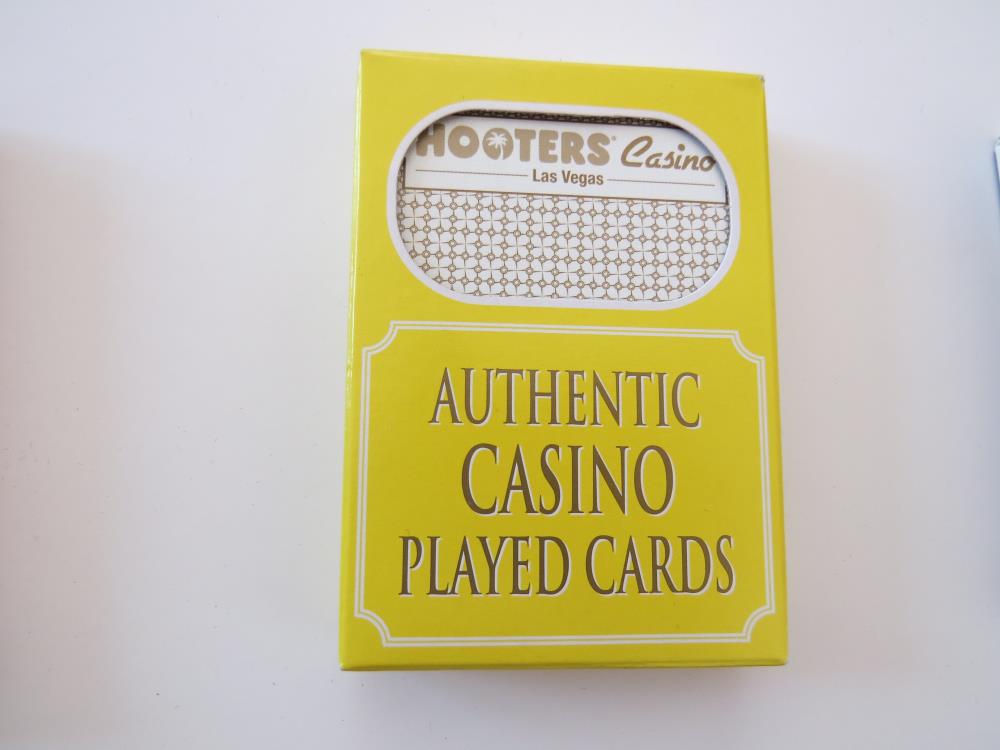 HOOTERS® Casino
Las Vegas
AUTHENTIC
CASINO
PLAYED CARDS